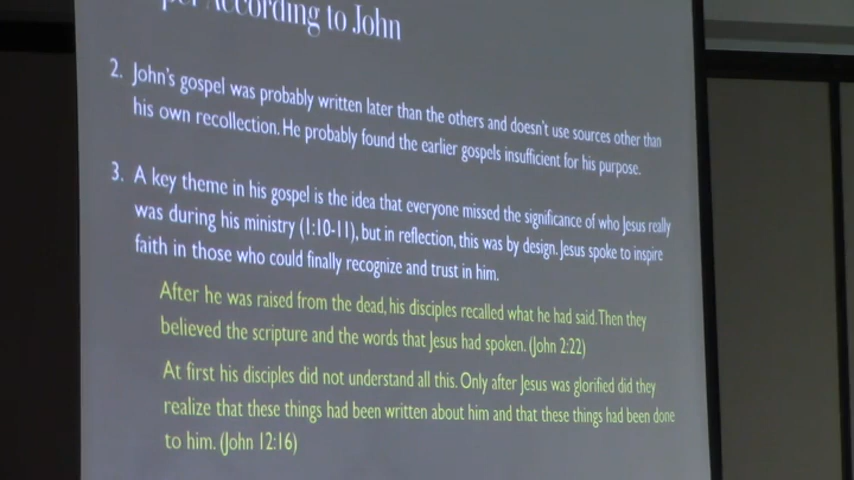 According to John
2. John's gospel was probably written later than the others and doesn't use sources other than
his own recollection. He probably found the earlier gospels insufficient for his purpose.
3. A key theme in his gospel is the idea that everyone missed the significance of who Jesus really
was during his ministry (1:10-11), but in reflection, this was by design. Jesus spoke to inspire
faith in those who could finally recognize and trust in him.
After he was raised from the dead, his disciples recalled what he had said. Then they
believed the scripture and the words that Jesus had spoken. (John 2:22)
At first his disciples did not understand all this. Only after Jesus was glorified did they
realize that these things had been written about him and that these things had been done
to him. (John 12:16)